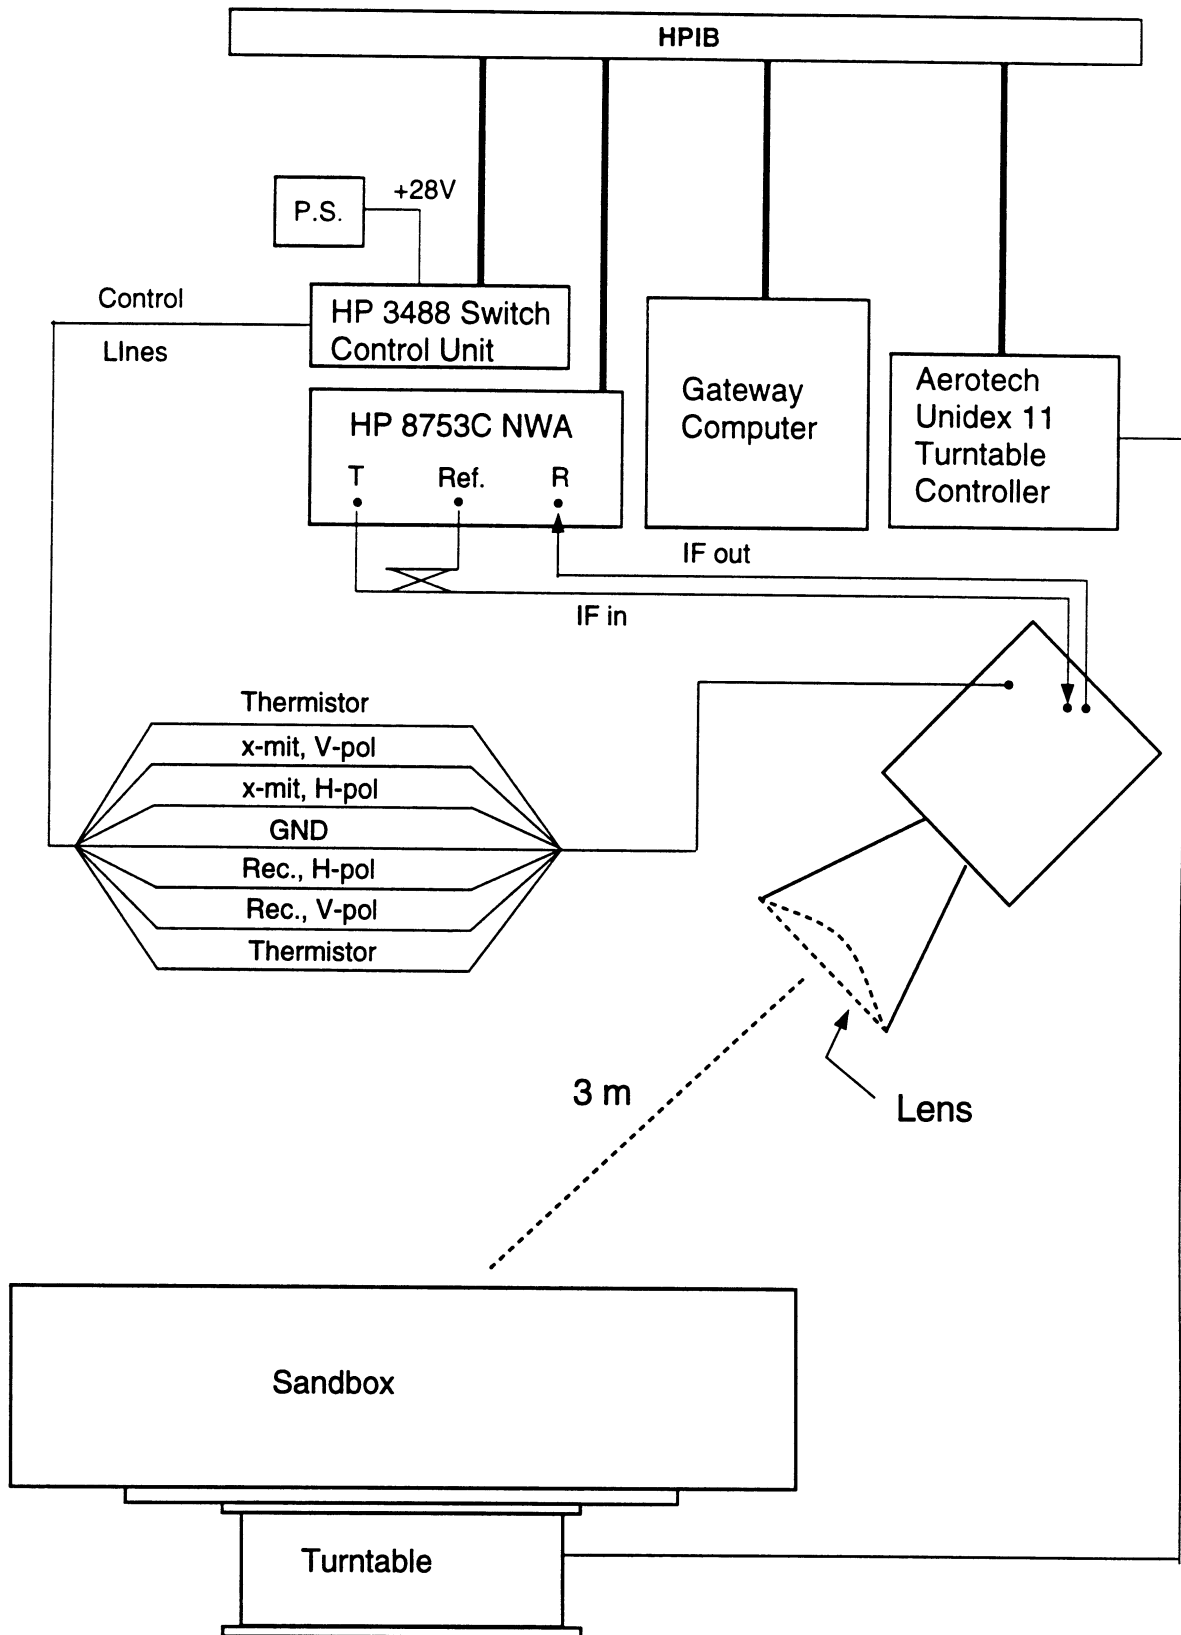 HPIB
P.S.
+28V
Control
LInes
HP 3488 Switch
Control Unit
HP 8753C NWA
T
Ref.
R
Gateway
Computer
Aerotech
Unidex 11
Turntable
Controller
IF out
IF in
Thermistor
x-mit, V-pol
x-mit, H-pol
GND
Rec., H-pol
Rec., V-pol
Thermistor
3 m
Lens
Sandbox
Turntable